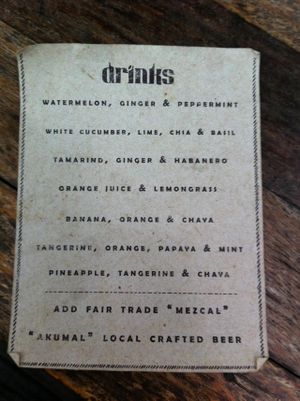 drinks
WATERMELON, GINGER & PEPPERMINT
WHITE CUCUMBER, LIME, CHIA & BASIL
TAMARIND, GINGER & HABANERO
ORANGE JUICE & LEMONGRASS
BANANA, ORANGE & CHAYA
TANGERINE, ORANGE, PAPAYA & MINT
PINEAPPLE, TANGERINE & CHAYA
ADD FAIR TRADE "MEZCAL"
"AKUMAL" LOCAL CRAFTED BEER